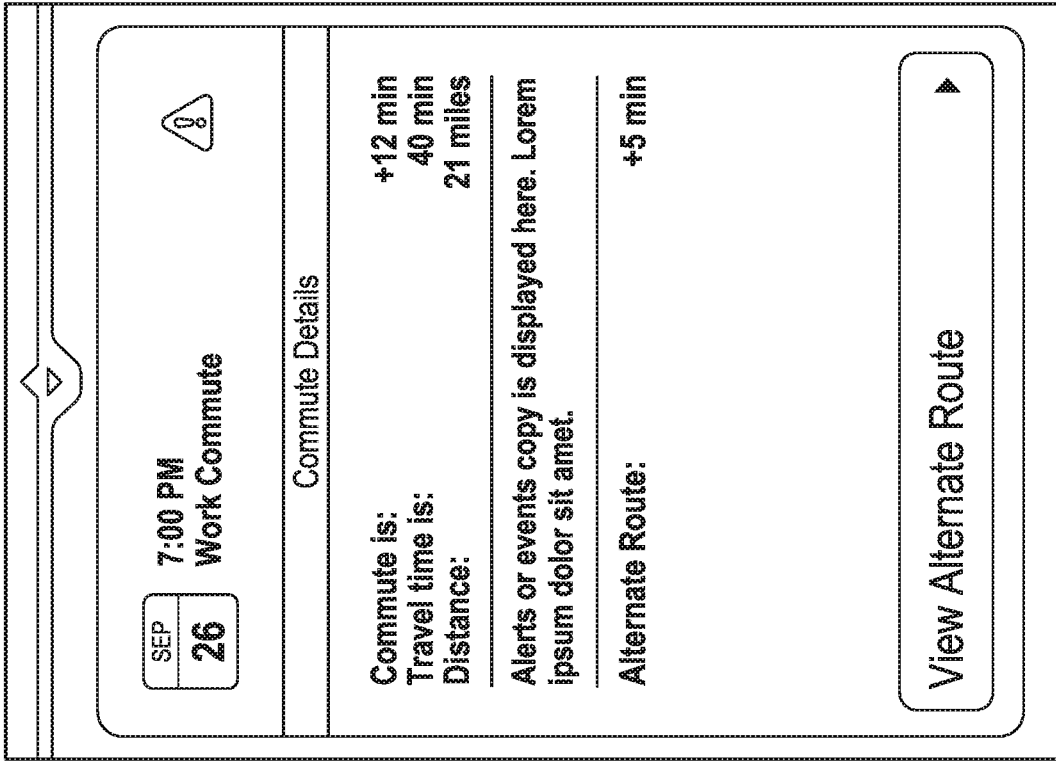 SEP
26
7:00 PM
Work Commute
Commute Details
Commute is: +12 min
Travel time is: 40 min
Distance: 21 miles
Alerts or events copy is displayed here. Lorem
ipsum dolor sit amet.
Alternate Route: +5 min
View Alternate Route